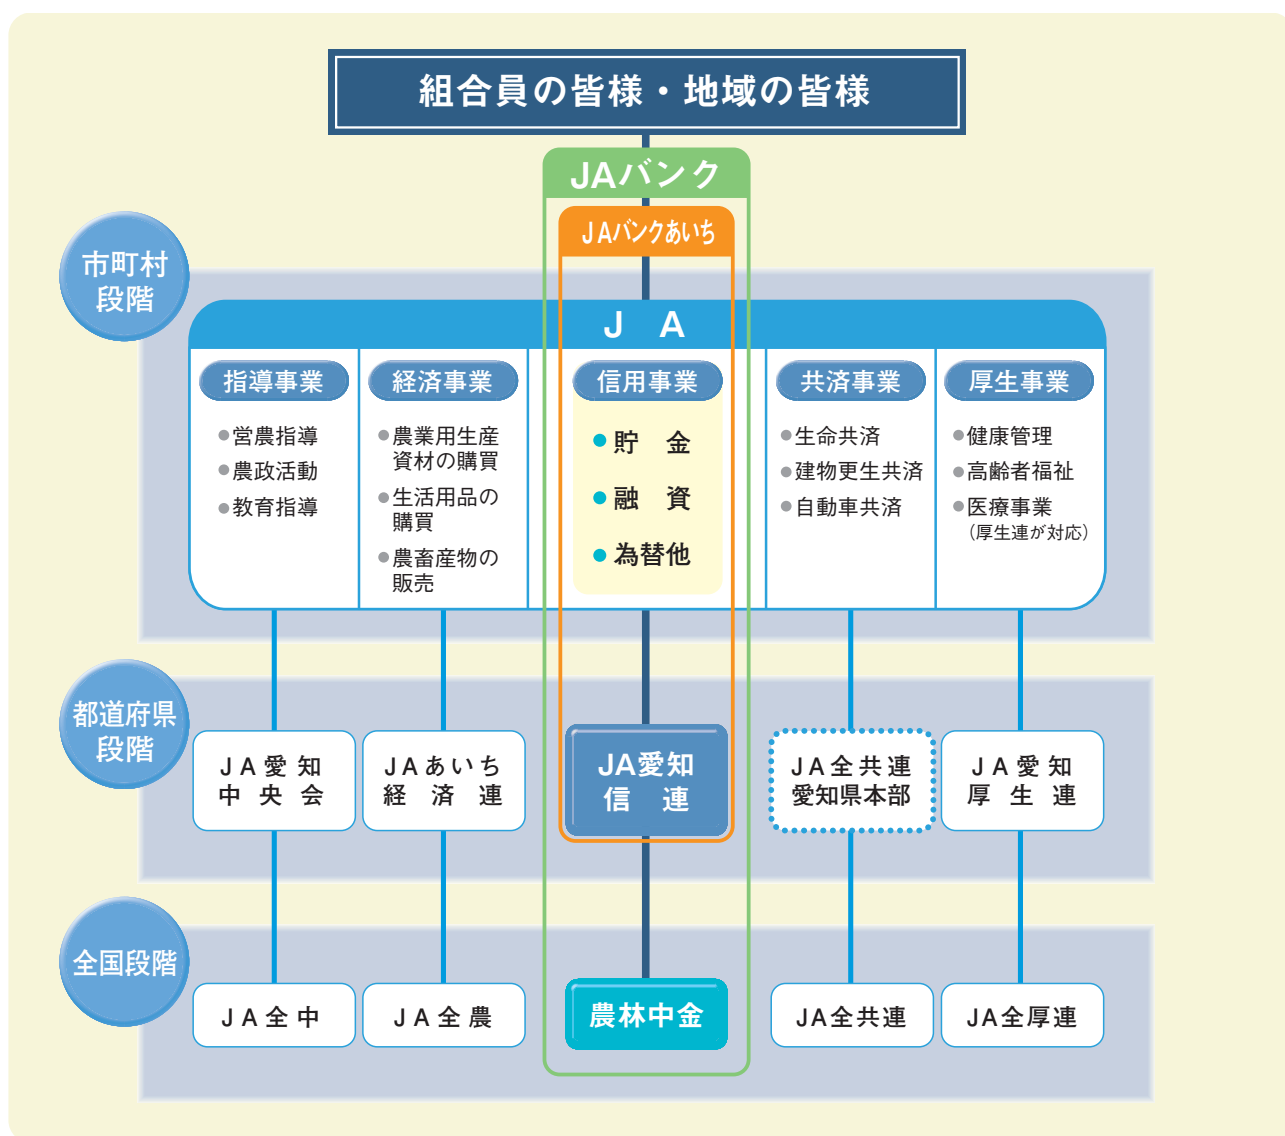 組合員の皆様・地域の皆様
JAバンク
JAバンクあいち
市町村
段階
J A
指導事業
●営農指導
●農政活動
●教育指導
経済事業
●農業用生産
資材の購買
●生活用品の
購買
●農畜産物の
販売
信用事業
●貯 金
●融 資
●為替他
共済事業
●生命共済
●建物更生共済
●自動車共済
厚生事業
●健康管理
●高齢者福祉
●医療事業
(厚生連が対応)
都道府県
段階
JA愛知
中央会
JAあいち
経済連
JA愛知
信連
JA全共連
愛知県本部
JA愛知
厚生連
全国段階
JA全中
JA全農
農林中金
JA全共連
JA全厚連